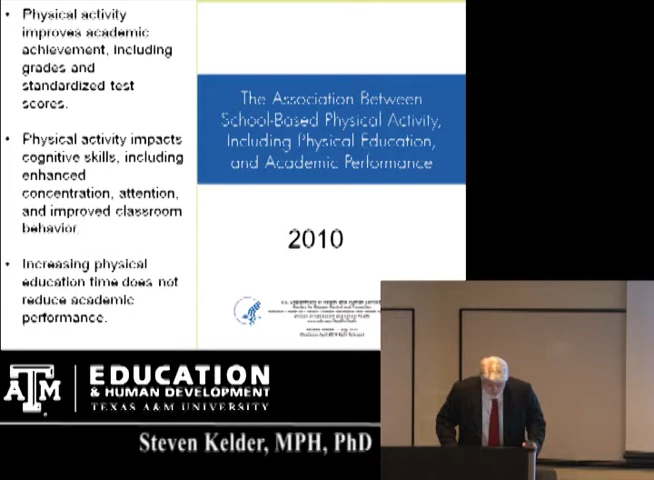 • Physical activity
improves academic
achievement, including
grades and
standardized test
scores.
• Physical activity impacts
cognitive skills, including
enhanced
concentration, attention,
and improved classroom
behavior.
• Increasing physical
education time does not
reduce academic
performance.
The Association Between
School-Based Physical Activity,
Including Physical Education,
and Academic Performance
2010
ATM
EDUCATION
& HUMAN DEVELOPMENT
TEXAS A&M UNIVERSITY
Steven Kelder, MPH, PhD